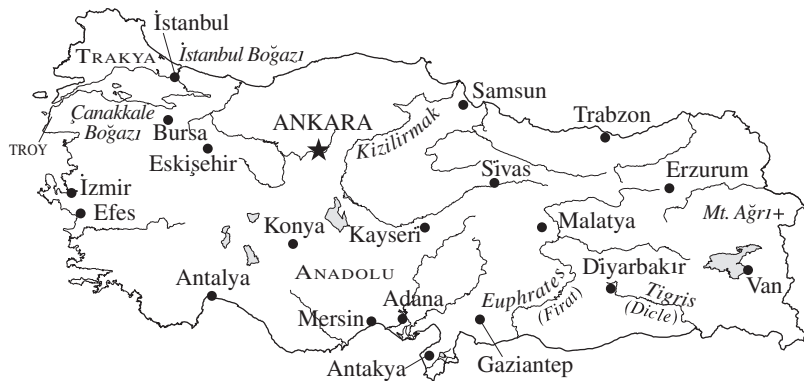 İstanbul
TRAKYA
İstanbul Boğazı
Samsun
Çanakkale
Boğazı
Bursa
ANKARA
Kizilirmak
Trabzon
TROY
Eskişehir
Sivas
Erzurum
İzmir
Efes
Konya
Kayseri
Malatya
Mt. Ağrı+
ANADOLU
Diyarbakır
Antalya
Adana
Euphrates
(Firat)
Tigris
(Dicle)
Van
Mersin
Antakya
Gaziantep